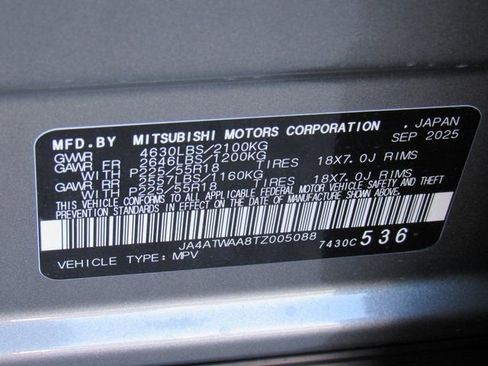 MFD.BY MITSUBISHI MOTORS CORPORATION , JAPAN
GVWR 4630LBS/2100KG SEP 2025
GAWR FR 2646LBS/1200KG
WITH P225/55R18 TIRES 18X7.0J RIMS
GAWR RR 2557LBS/1160KG
WITH P225/55R18 TIRES 18X7.0J RIMS
THIS VEHICLE CONFORMS TO ALL APPLICABLE FEDERAL MOTOR VEHICLE SAFETY AND THEFT
PREVENTION STANDARDS IN EFFECT ON THE DATE OF MANUFACTURE SHOWN ABOVE.
JA4ATWAA8TZ005088 7430C 536
VEHICLE TYPE: MPV